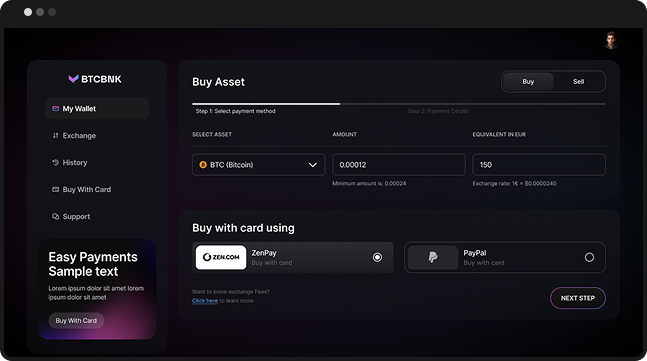 BTCBNK
My Wallet
Exchange
History
Buy With Card
Support
Easy Payments
Sample text
Lorem ipsum dolor sit amet lorem
ipsum dolor sit amet
Buy With Card
Buy Asset
Buy
Sell
Step 1: Select payment method
Step 2: Payment Details
SELECT ASSET
AMOUNT
EQUIVALENT IN EUR
BTC (Bitcoin)
0.00012
150
Minimum amount is: 0.00024
Exchange rate: 1€ = ₿0.0000240
Buy with card using
ZEN.COM
ZenPay
Buy with card
PayPal
Buy with card
Want to know exchange Fees?
Click here to learn more.
NEXT STEP